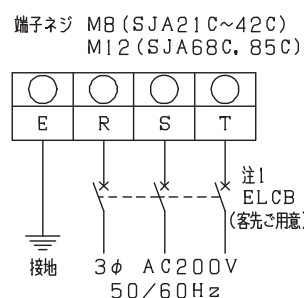 端子ネジ M8(SJA21C~42C)
M12(SJA68C, 85C)
E R S T
注1
ELCB
(客先ご用意)
接地 3φ AC200V
50/60Hz